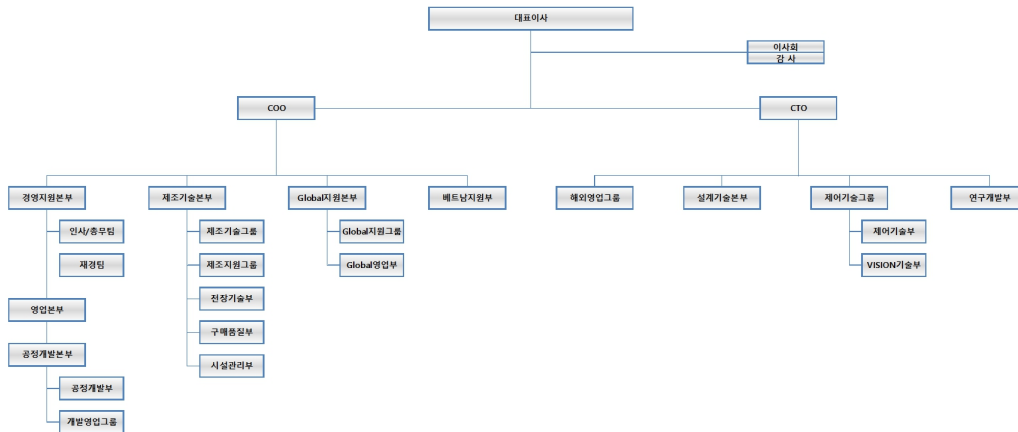 대표이사
이사회
감 사
COO
CTO
경영지원본부
제조기술본부
Global지원본부
베트남지원부
해외영업그룹
설계기술본부
제어기술그룹
연구개발부
인사/총무팀
제조기술그룹
Global지원그룹
제어기술부
재경팀
제조지원그룹
Global영업부
VISION기술부
전장기술부
영업본부
구매품질부
공정개발본부
시설관리부
공정개발부
개발영업그룹